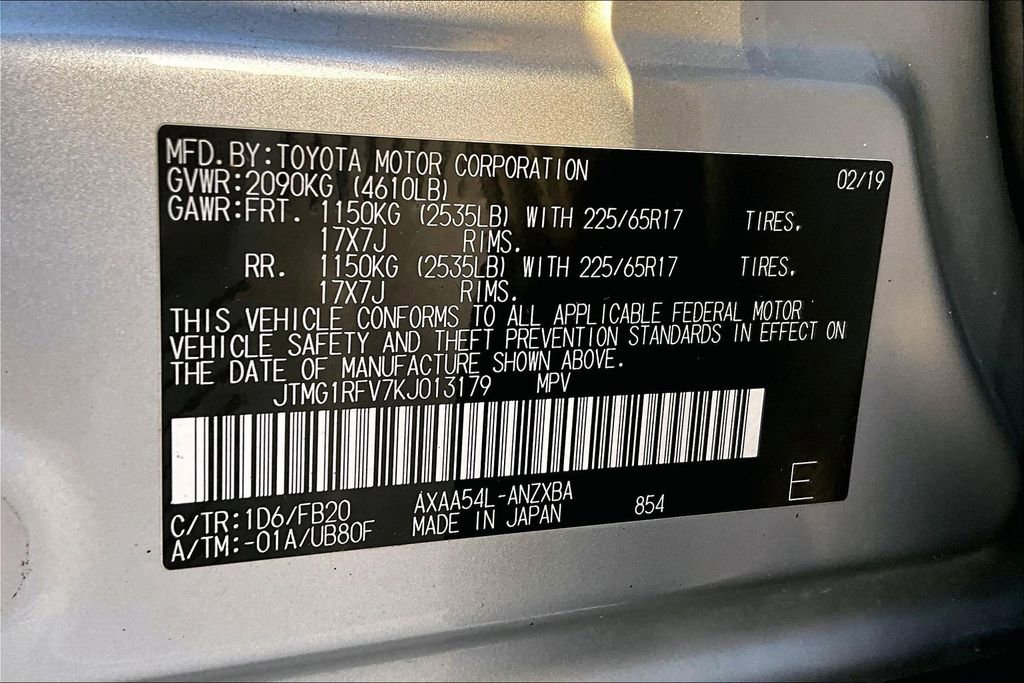 MFD.BY:TOYOTA MOTOR CORPORATION 02/19
GVWR:2090KG (4610LB)
GAWR:FRT. 1150KG (2535LB) WITH 225/65R17 TIRES.
17X7J RIMS.
RR. 1150KG (2535LB) WITH 225/65R17 TIRES.
17X7J RIMS.
THIS VEHICLE CONFORMS TO ALL APPLICABLE FEDERAL MOTOR
VEHICLE SAFETY AND THEFT PREVENTION STANDARDS IN EFFECT ON
THE DATE OF MANUFACTURE SHOWN ABOVE.
JTMG1RFV7KJ013179 MPV
C/TR:1D6/FB20 AXAA54L-ANZXBA 854 E
A/TM:-01A/UB80F MADE IN JAPAN